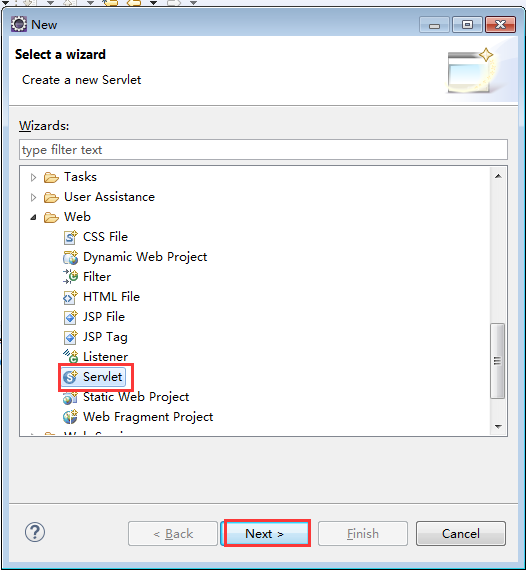 New
Select a wizard
Create a new Servlet
Wizards:
type filter text
Tasks
User Assistance
Web
CSS File
Dynamic Web Project
Filter
HTML File
JSP File
JSP Tag
Listener
Servlet
Static Web Project
Web Fragment Project
< Back Next > Finish Cancel